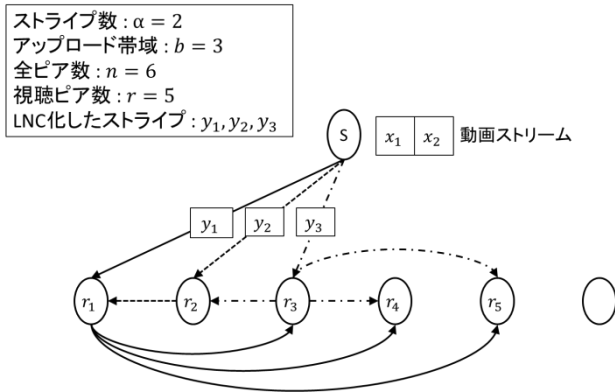 ストライプ数 : α = 2
アップロード帯域 : b = 3
全ピア数 : n = 6
視聴ピア数 : r = 5
LNC化したストライプ : y₁, y₂, y₃
S
x₁ x₂ 動画ストリーム
y₁ y₂ y₃
r₁ r₂ r₃ r₄ r₅